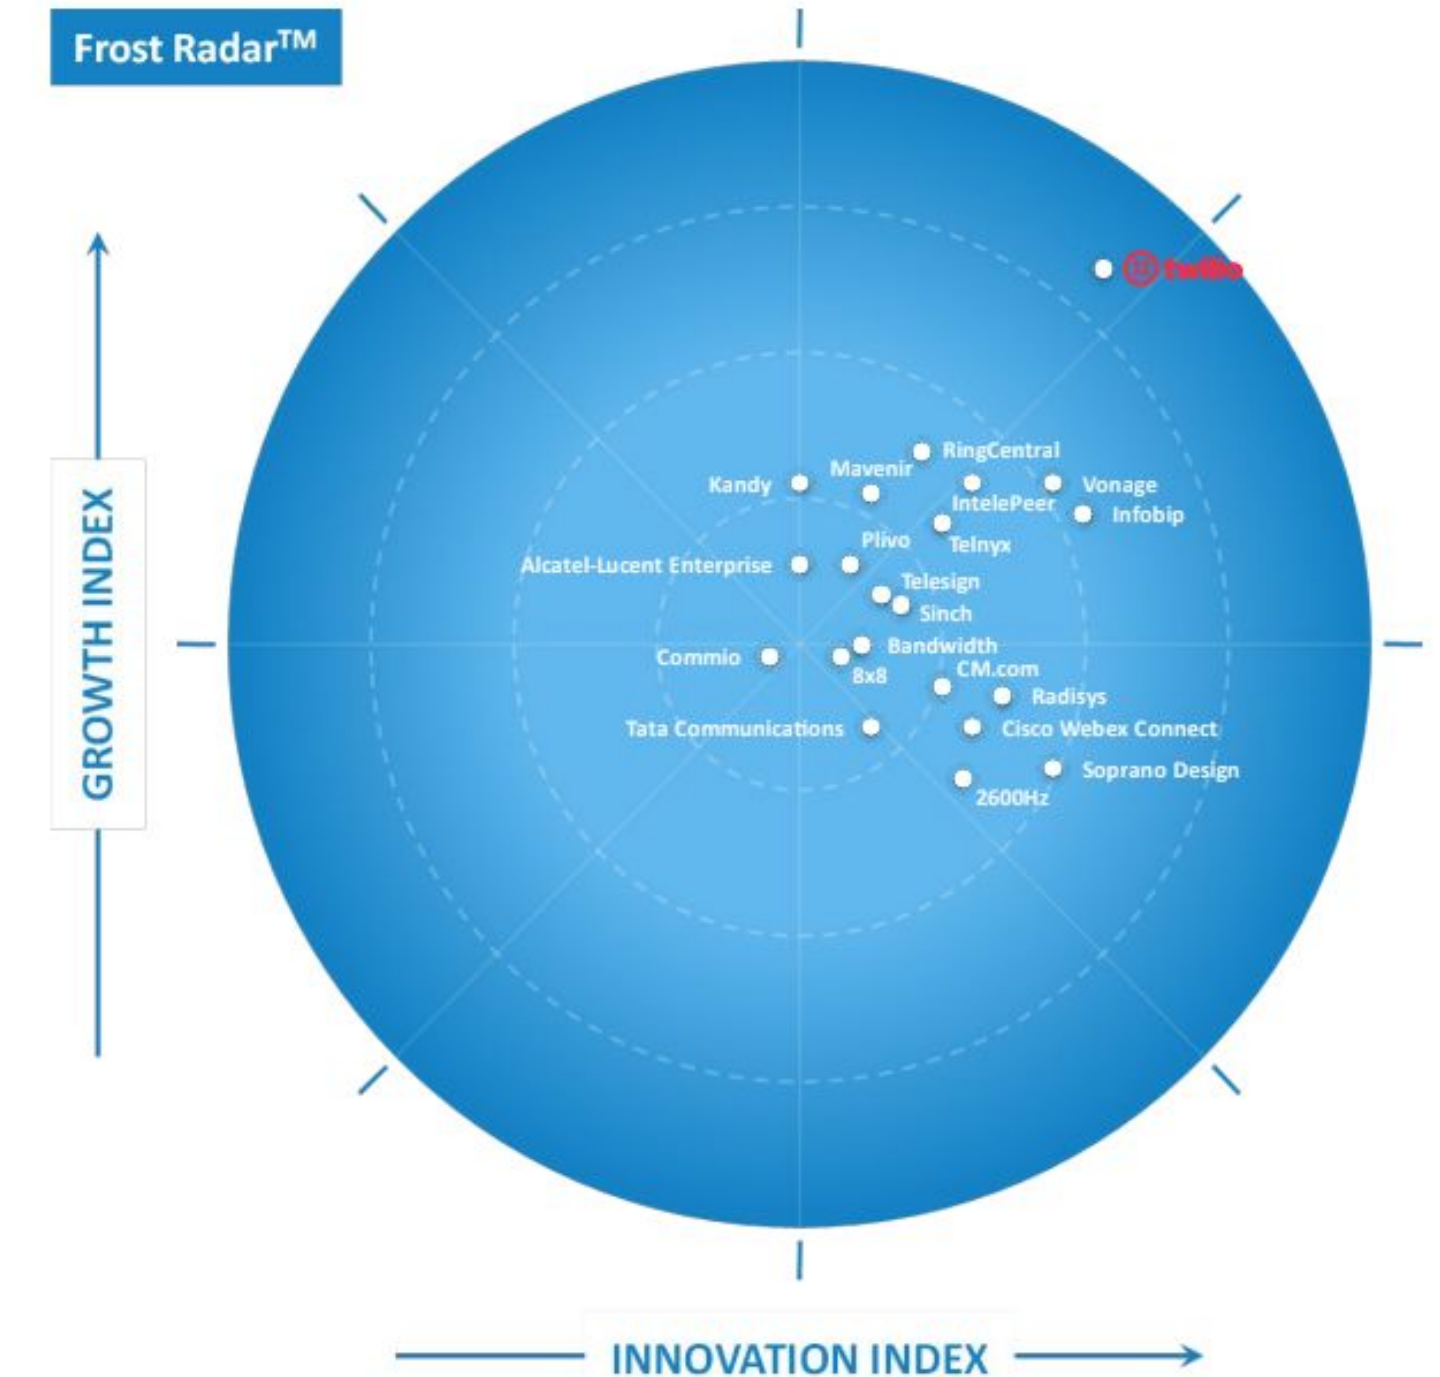 Frost Radar™
twilio
RingCentral
Mavenir
Kandy
Vonage
IntelePeer
Infobip
Plivo
Telnyx
Alcatel-Lucent Enterprise
Telesign
Sinch
Bandwidth
Commio
CM.com
8x8
Radisys
Tata Communications
Cisco Webex Connect
Soprano Design
2600Hz
GROWTH INDEX
INNOVATION INDEX